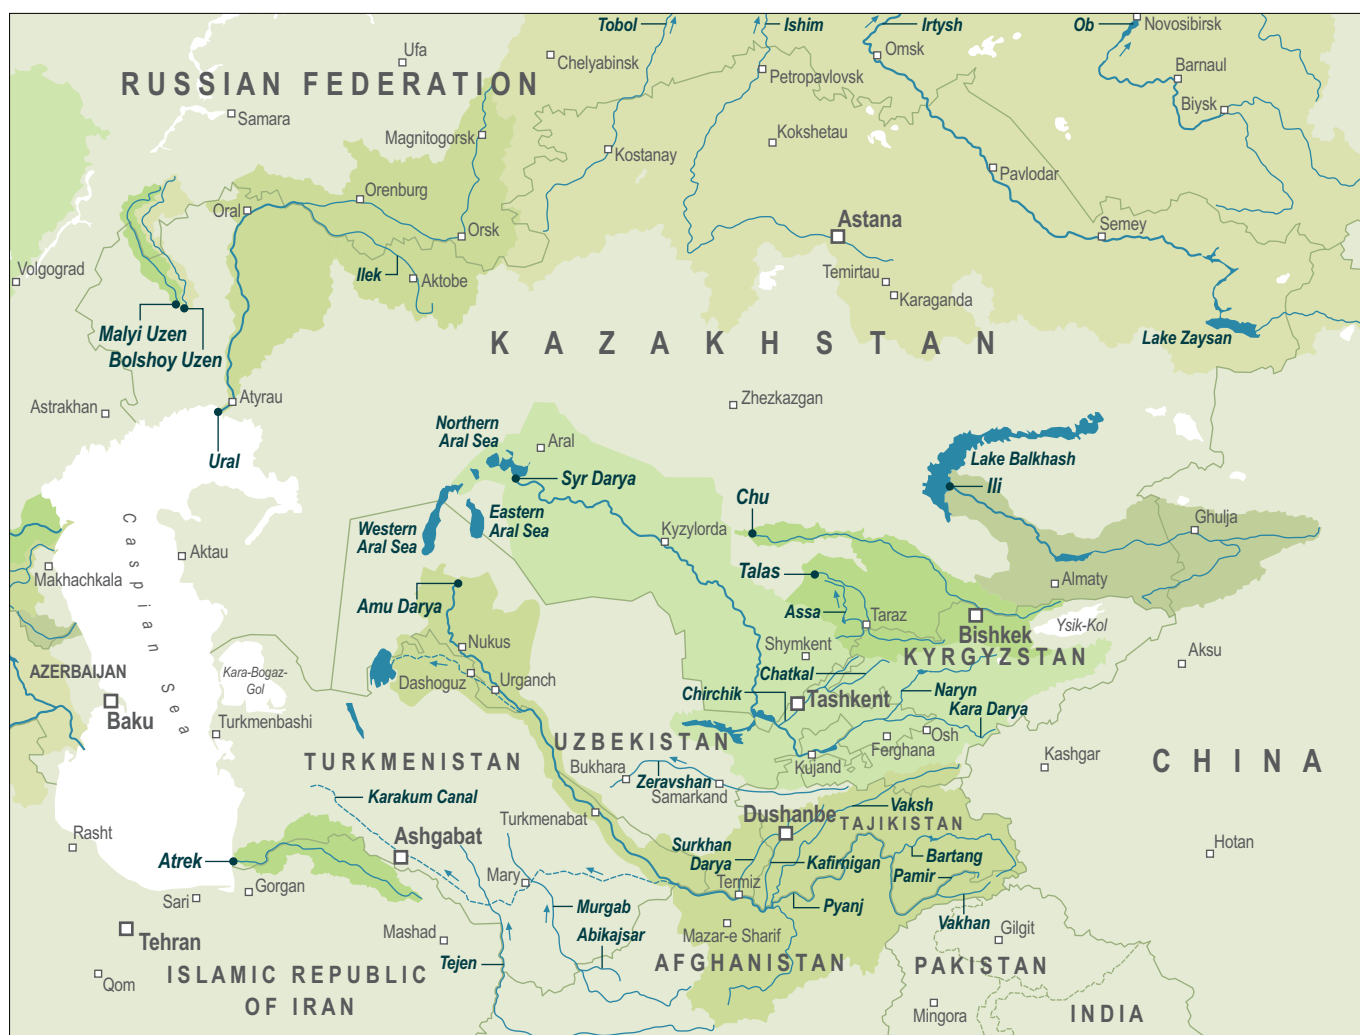 Tobol
Ishim
Irtysh
Ob
Novosibirsk
Ufa
Chelyabinsk
Omsk
Petropavlovsk
Barnaul
RUSSIAN FEDERATION
Biysk
Samara
Magnitogorsk
Kokshetau
Kostanay
Pavlodar
Orenburg
Oral
Orsk
Astana
Semey
Volgograd
Ilek
Aktobe
Temirtau
Karaganda
Malyi Uzen
Bolshoy Uzen
KAZAKHSTAN
Lake Zaysan
Astrakhan
Atyrau
Zhezkazgan
Northern
Aral Sea
Aral
Ural
Syr Darya
Lake Balkhash
Ili
Chu
Eastern
Aral Sea
Western
Aral Sea
Kyzylorda
Ghulja
Caspian Sea
Aktau
Makhachkala
Talas
Almaty
Amu Darya
Assa
Taraz
Bishkek
Ysik-Kol
Nukus
Shymkent
KYRGYZSTAN
Aksu
AZERBAIJAN
Kara-Bogaz-
Gol
Dashoguz
Urganch
Chatkal
Chirchik
Tashkent
Naryn
Kara Darya
Baku
Turkmenbashi
Osh
Ferghana
UZBEKISTAN
TURKMENISTAN
Kujand
Kashgar
CHINA
Bukhara
Zeravshan
Samarkand
Karakum Canal
Vaksh
Turkmenabat
Dushanbe
TAJIKISTAN
Rasht
Ashgabat
Hotan
Atrek
Surkhan
Darya
Kafirnigan
Bartang
Mary
Pamir
Gorgan
Sari
Termiz
Murgab
Pyanj
Vakhan
Tehran
Mashad
Abikajsar
Mazar-e Sharif
Gilgit
Tejen
AFGHANISTAN
PAKISTAN
Qom
ISLAMIC REPUBLIC
OF IRAN
Mingora
INDIA